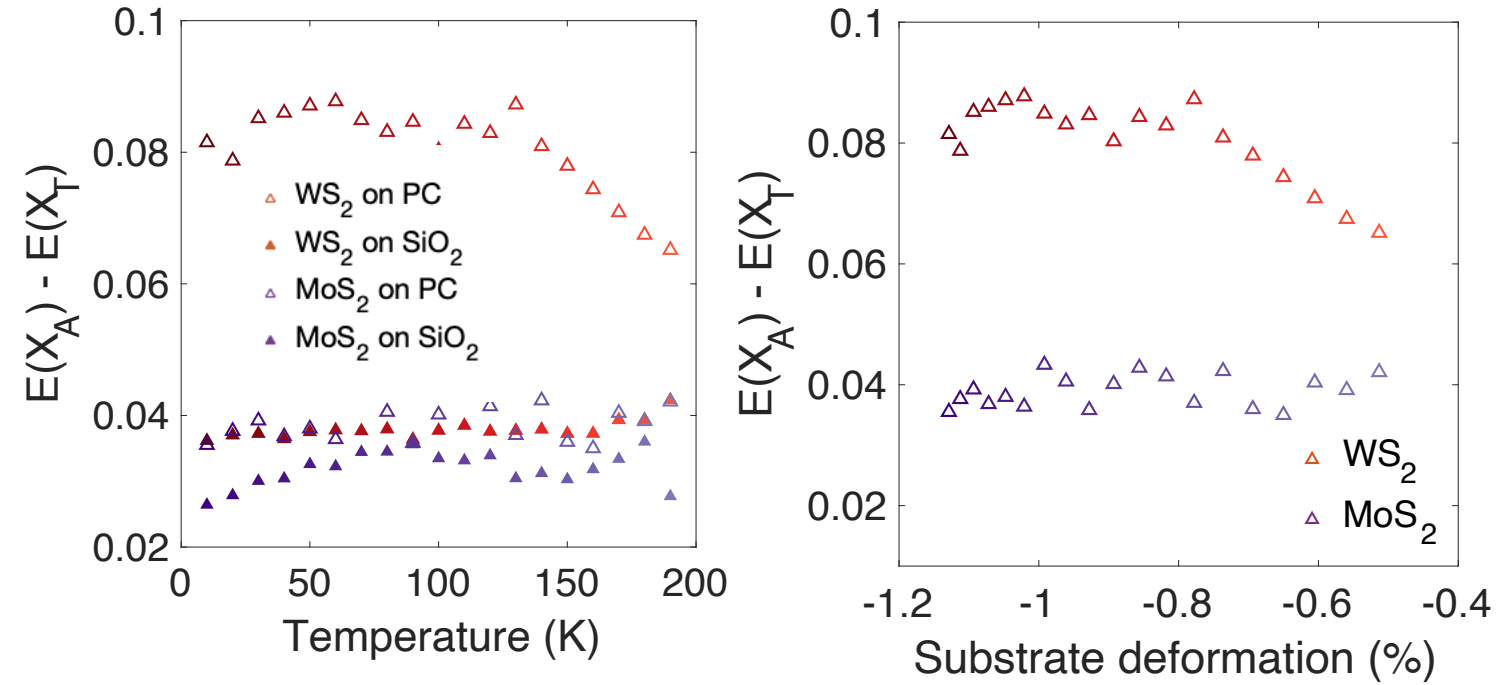 0.1
0.08
0.06
0.04
0.02
E(X_A) - E(X_T)
WS_2 on PC
WS_2 on SiO_2
MoS_2 on PC
MoS_2 on SiO_2
0 50 100 150 200
Temperature (K)
0.1
0.08
0.06
0.04
0.02
E(X_A) - E(X_T)
WS_2
MoS_2
-1.2 -1 -0.8 -0.6 -0.4
Substrate deformation (%)